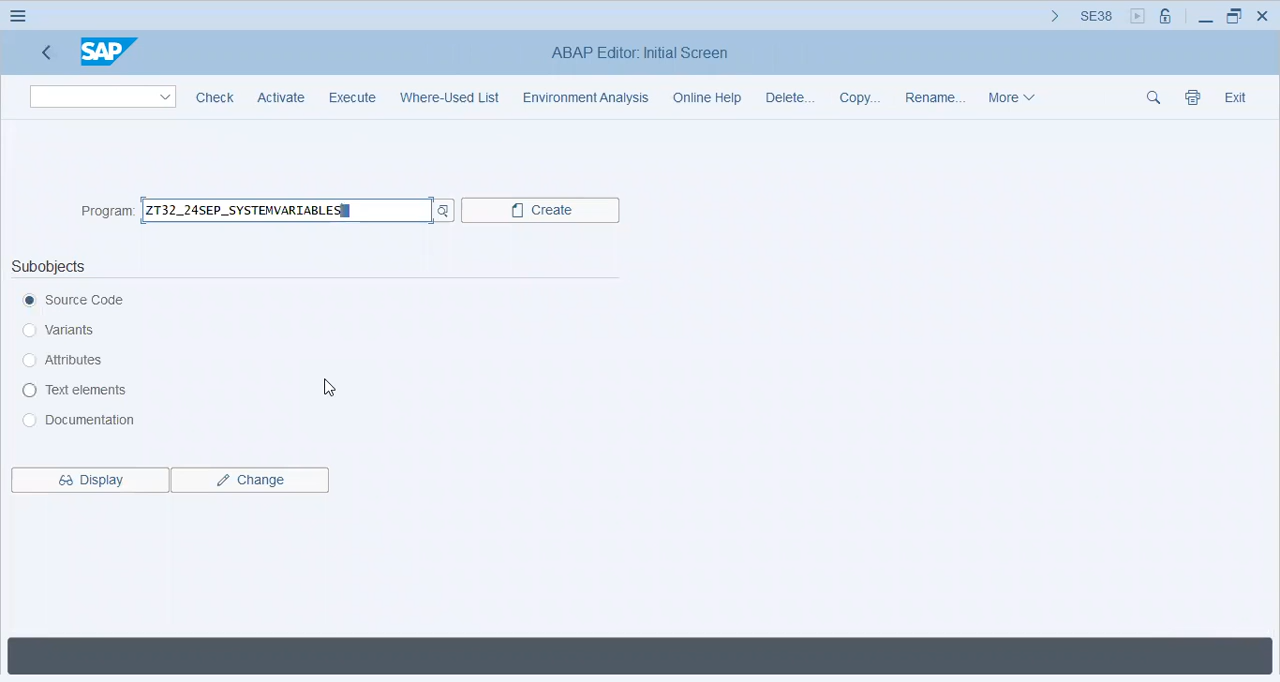 SE38
SAP
ABAP Editor: Initial Screen
Check Activate Execute Where-Used List Environment Analysis Online Help Delete... Copy... Rename... More Exit
Program: ZT32_24SEP_SYSTEMVARIABLES Create
Subobjects
Source Code
Variants
Attributes
Text elements
Documentation
Display Change